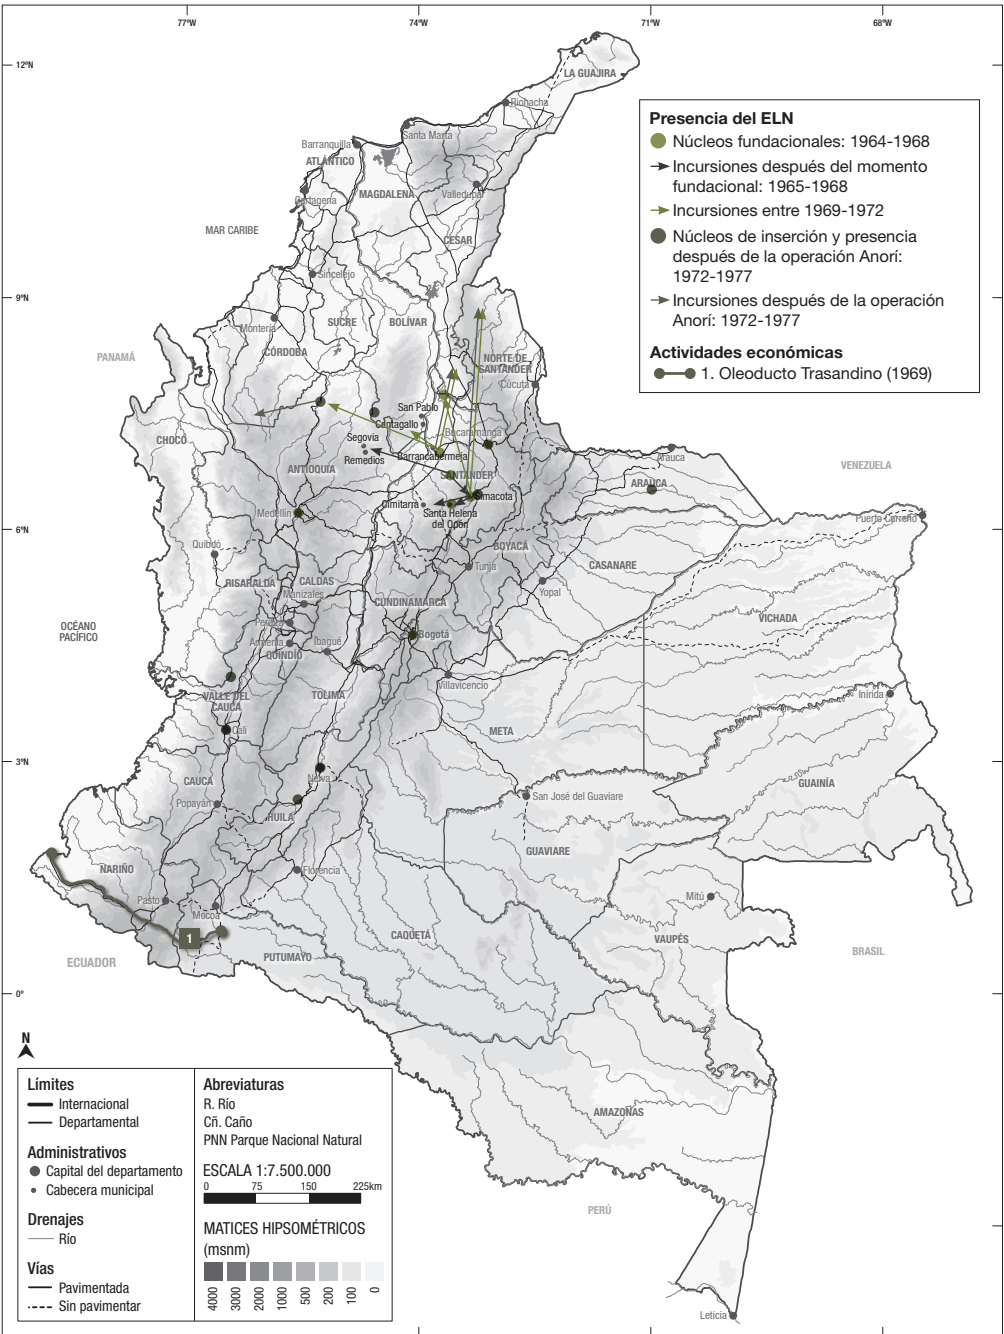 77°W
74°W
71°W
68°W
12°N
LA GUAJIRA
Riohacha
Santa Marta
Barranquilla
ATLÁNTICO
MAGDALENA
Valledupar
Cartagena
MAR CARIBE
CESAR
Sincelejo
9°N
Montería
SUCRE
BOLÍVAR
CÓRDOBA
PANAMÁ
NORTE DE
SANTANDER
Cúcuta
San Pablo
Cantagallo
Bucaramanga
CHOCÓ
Segovia
Remedios
Barrancabermeja
ANTIOQUIA
SANTANDER
Arauca
VENEZUELA
ARAUCA
Simacota
Cimitarra
Santa Helena
del Opón
Medellín
6°N
Puerto Carreño
Quibdó
BOYACÁ
Tunja
CASANARE
RISARALDA
CALDAS
Manizales
Yopal
CUNDINAMARCA
VICHADA
OCÉANO
PACÍFICO
Pereira
Armenia
Ibagué
QUINDÍO
Bogotá
Villavicencio
VALLE DEL
CAUCA
TOLIMA
Inírida
Cali
META
3°N
CAUCA
Neiva
GUAINÍA
Popayán
San José del Guaviare
HUILA
GUAVIARE
NARIÑO
Florencia
Pasto
Mocoa
Mitú
1
CAQUETÁ
VAUPÉS
BRASIL
ECUADOR
PUTUMAYO
0°
AMAZOÑAS
PERÚ
Leticia
Presencia del ELN
Núcleos fundacionales: 1964-1968
Incursiones después del momento
fundacional: 1965-1968
Incursiones entre 1969-1972
Núcleos de inserción y presencia
después de la operación Anorí:
1972-1977
Incursiones después de la operación
Anorí: 1972-1977
Actividades económicas
1. Oleoducto Trasandino (1969)
N
Límites
Internacional
Departamental
Administrativos
Capital del departamento
Cabecera municipal
Drenajes
Río
Vías
Pavimentada
Sin pavimentar
Abreviaturas
R. Río
Cñ. Caño
PNN Parque Nacional Natural
ESCALA 1:7.500.000
0 75 150 225km
MATICES HIPSOMÉTRICOS
(msnm)
4000 3000 2000 1000 500 200 100 0